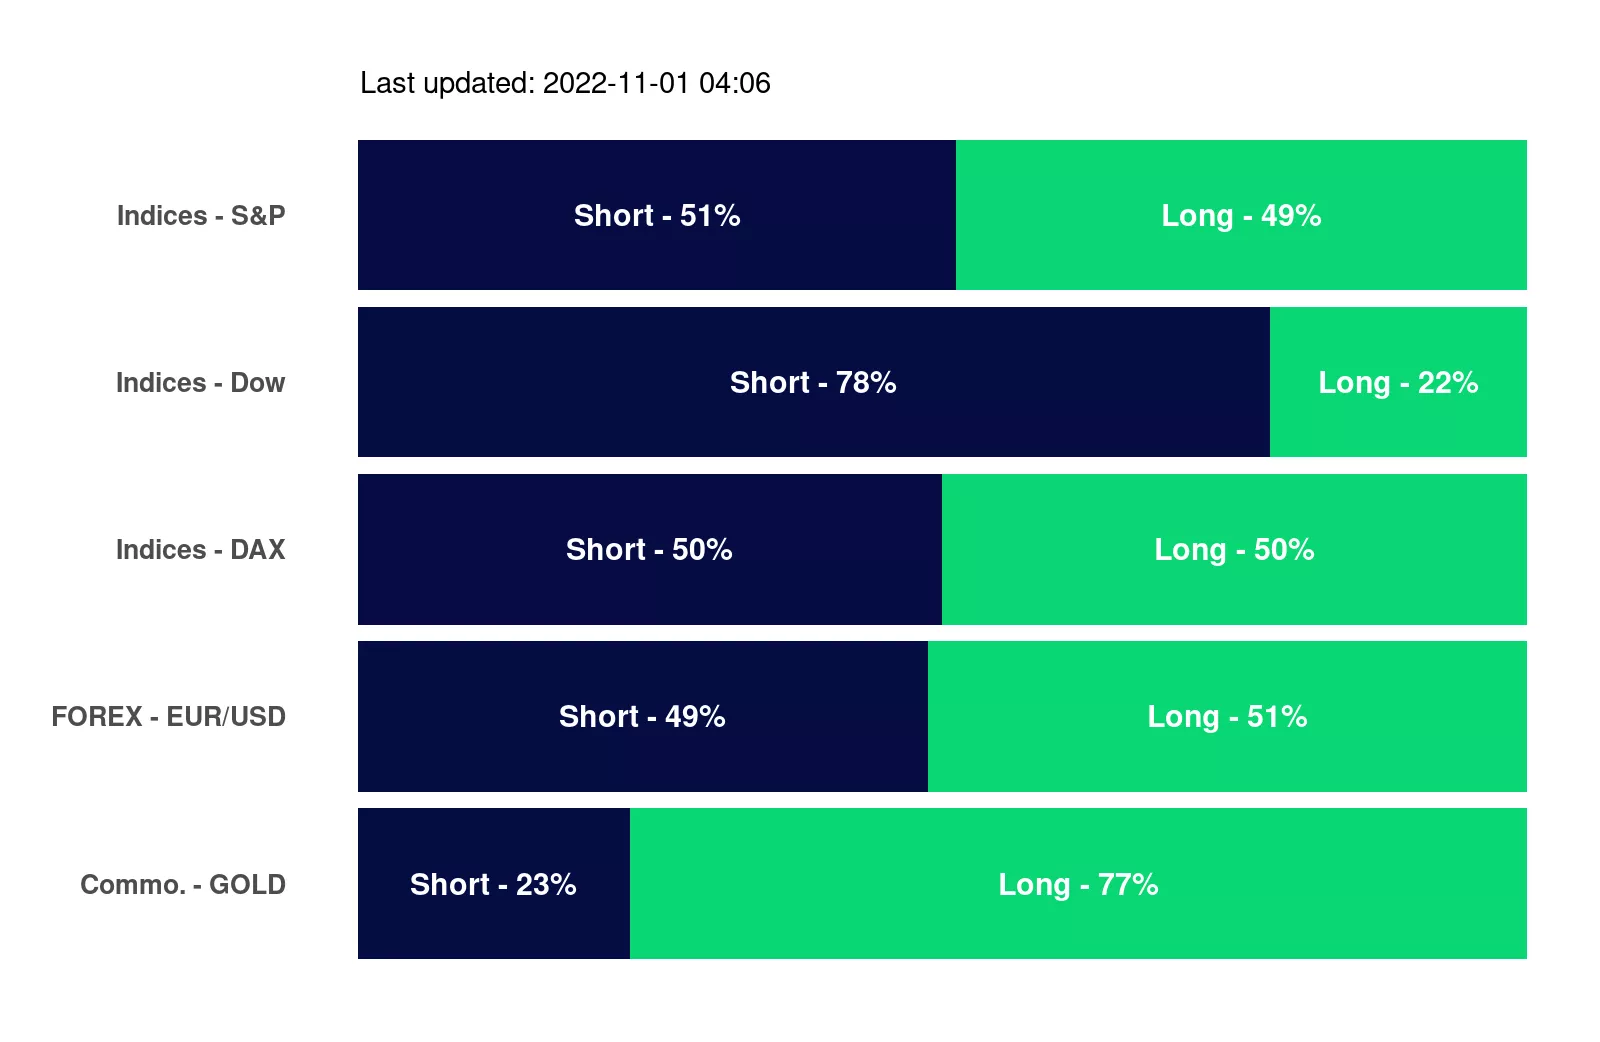 Last updated: 2022-11-01 04:06
Indices - S&P
Short - 51%
Long - 49%
Indices - Dow
Short - 78%
Long - 22%
Indices - DAX
Short - 50%
Long - 50%
FOREX - EUR/USD
Short - 49%
Long - 51%
Commo. - GOLD
Short - 23%
Long - 77%